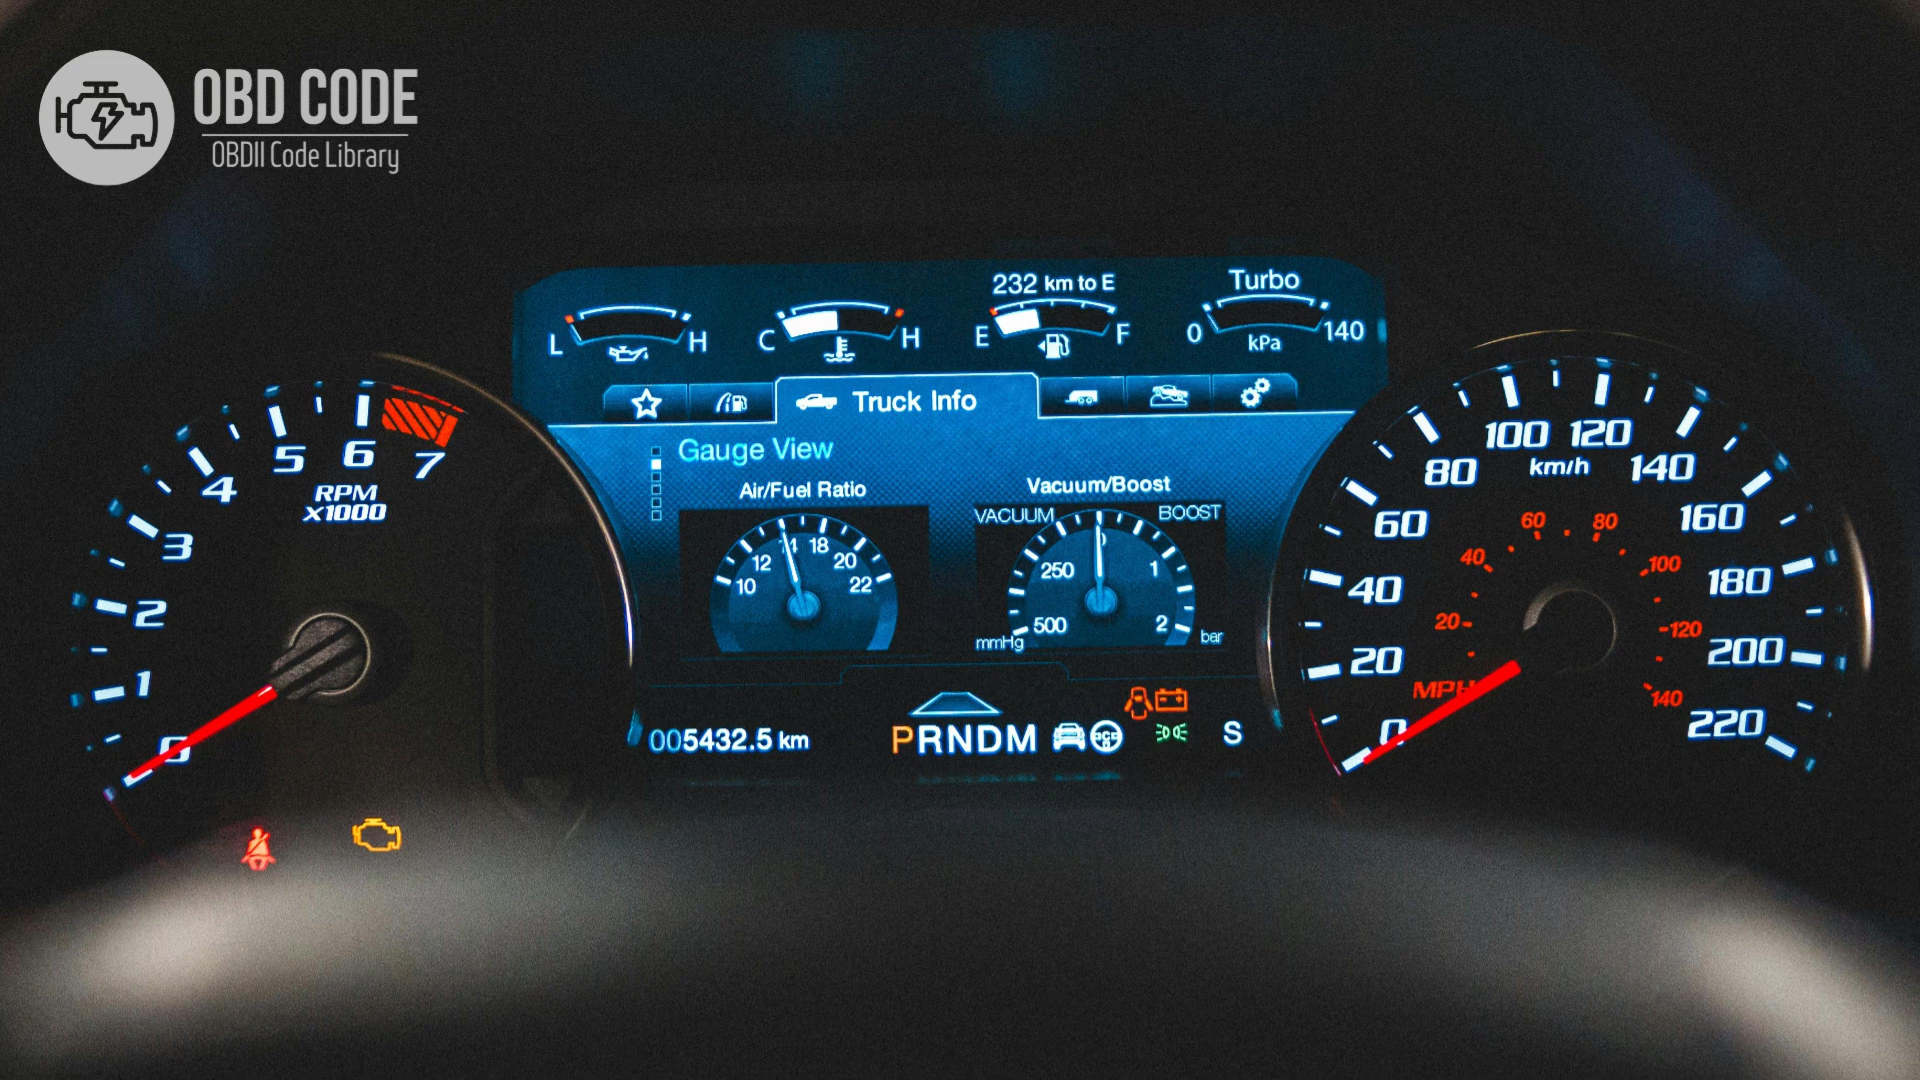 OBD CODE
OBDII Code Library
232 km to E
Turbo
L H
C H
E F
0 140
kPa
Truck Info
Gauge View
Air/Fuel Ratio
Vacuum/Boost
VACUUM BOOST
10 12 14 18 20 22
500 250 0 1 2
mmHg bar
0 1 2 3 4 5 6 7
RPM
X1000
0 20 40 60 80 100 120 140 160 180 200 220
km/h
20 40 60 80 100 120 140
MPH
005432.5 km
PRNDM
S